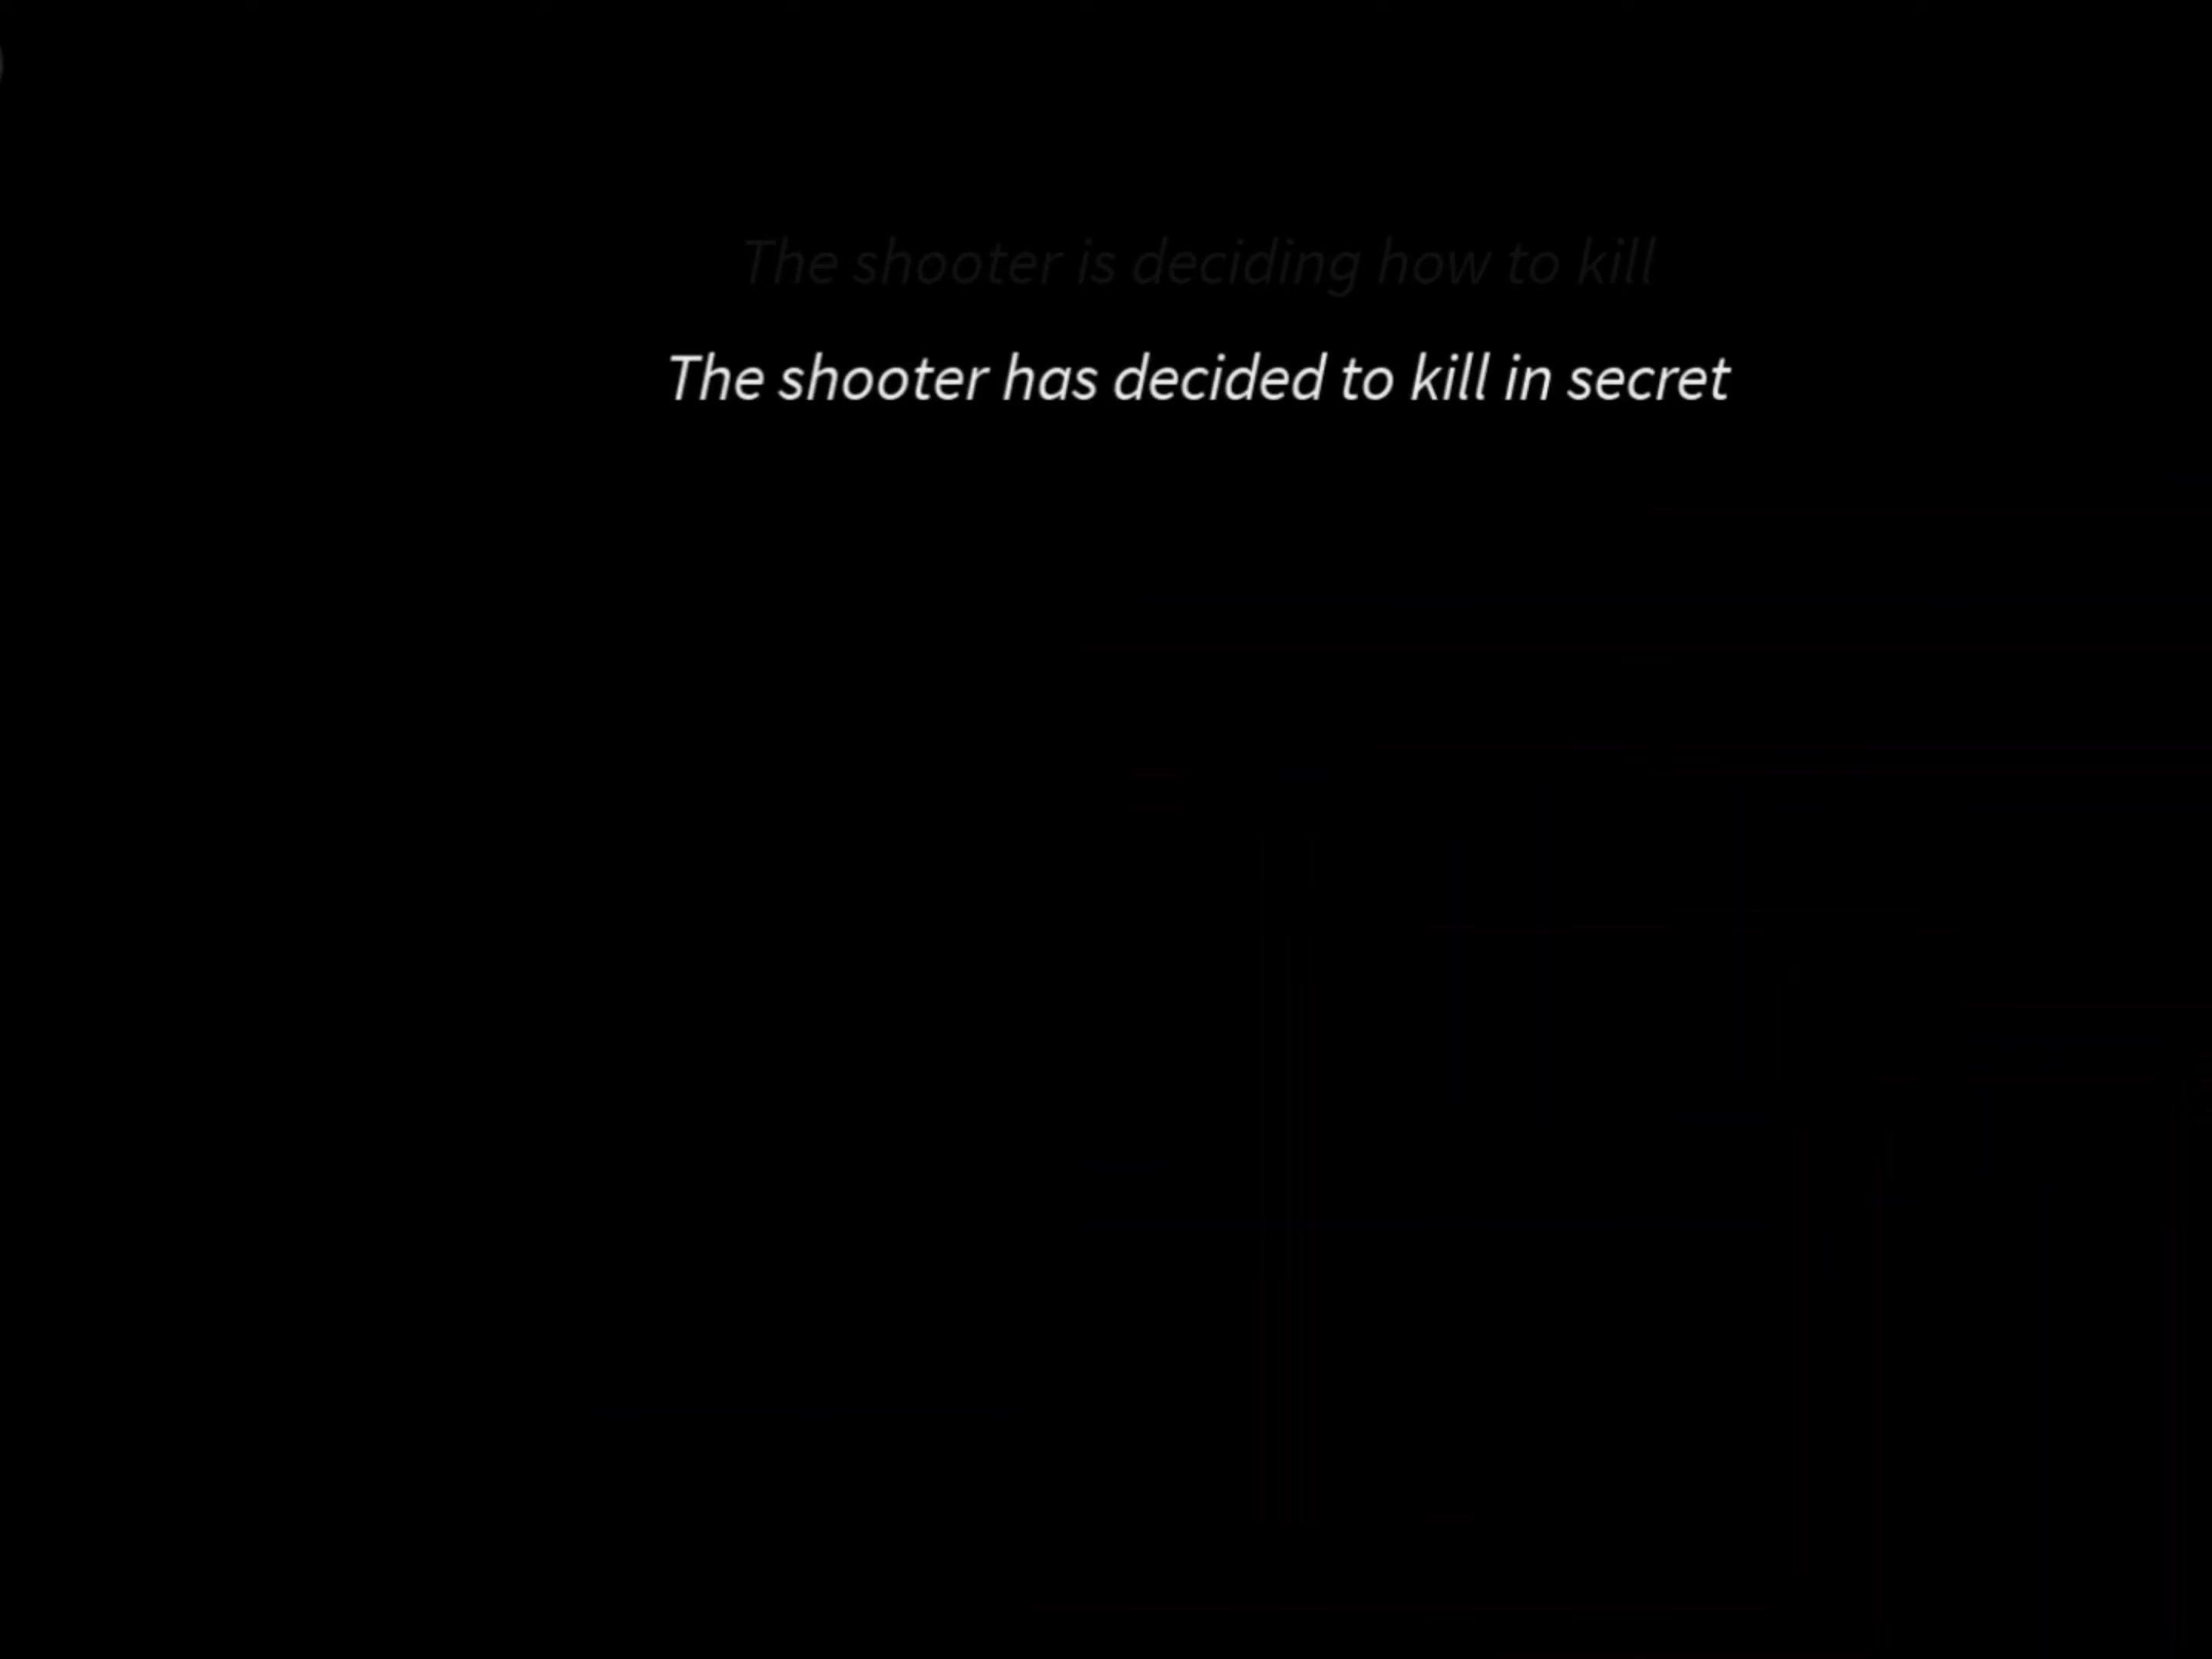 The shooter is deciding how to kill
The shooter has decided to kill in secret